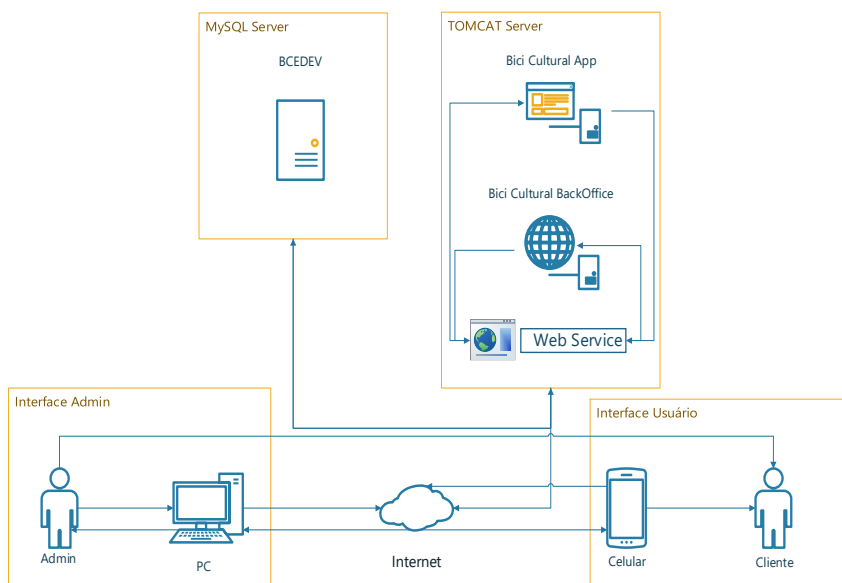 MySQL Server
BCEDEV
TOMCAT Server
Bici Cultural App
Bici Cultural BackOffice
Web Service
Interface Admin
Admin
PC
Internet
Interface Usuário
Celular
Cliente